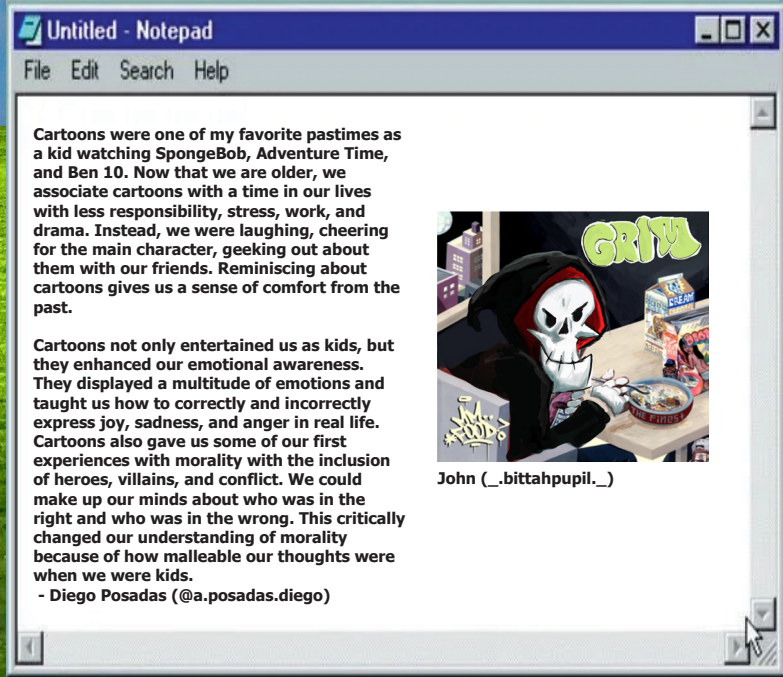 Untitled - Notepad
File Edit Search Help
Cartoons were one of my favorite pastimes as
a kid watching SpongeBob, Adventure Time,
and Ben 10. Now that we are older, we
associate cartoons with a time in our lives
with less responsibility, stress, work, and
drama. Instead, we were laughing, cheering
for the main character, geeking out about
them with our friends. Reminiscing about
cartoons gives us a sense of comfort from the
past.
Cartoons not only entertained us as kids, but
they enhanced our emotional awareness.
They displayed a multitude of emotions and
taught us how to correctly and incorrectly
express joy, sadness, and anger in real life.
Cartoons also gave us some of our first
experiences with morality with the inclusion
of heroes, villains, and conflict. We could
make up our minds about who was in the
right and who was in the wrong. This critically
changed our understanding of morality
because of how malleable our thoughts were
when we were kids.
- Diego Posadas (@a.posadas.diego)
GRIM
CREAM
MM..
FOOD?
THE FINEST
John (_.bittahpupil._)